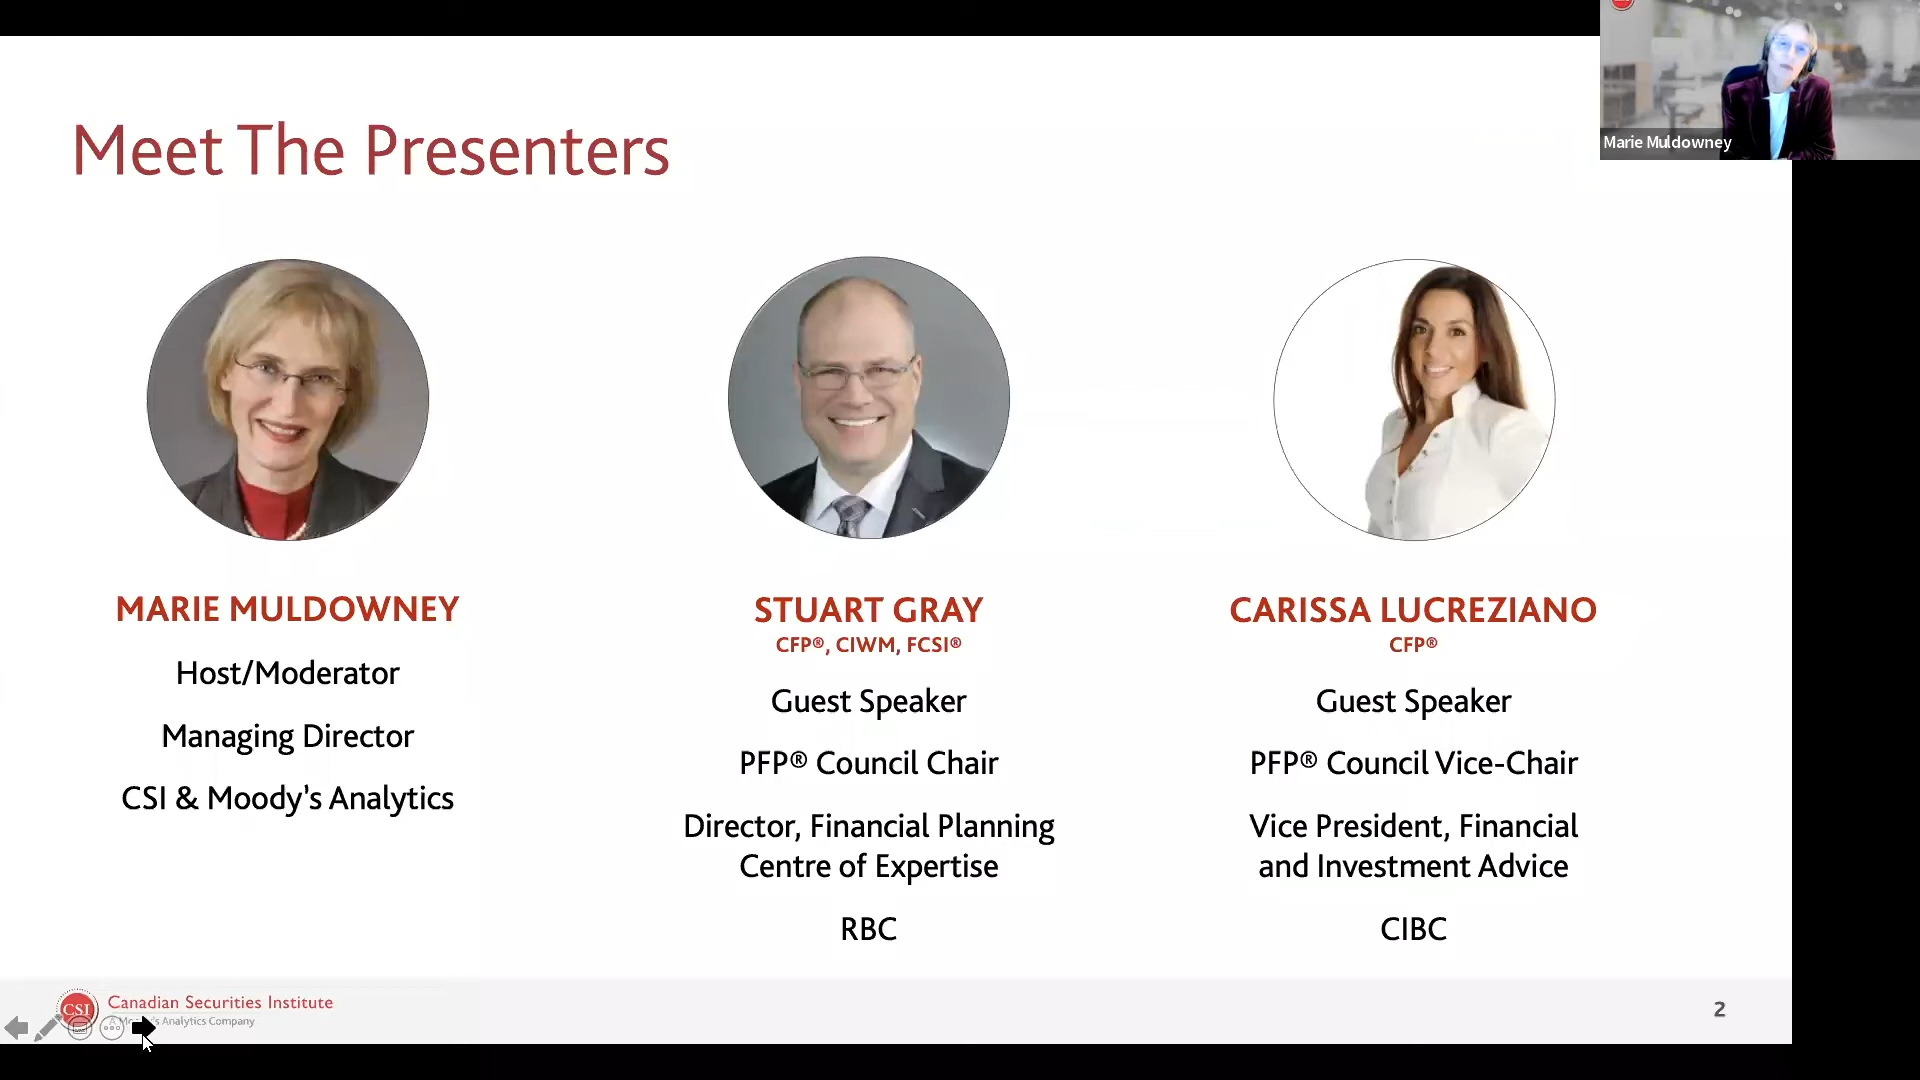 Marie Muldowney
Meet The Presenters
MARIE MULDOWNEY
Host/Moderator
Managing Director
CSI & Moody's Analytics
STUART GRAY
CFP®, CIWM, FCSI®
Guest Speaker
PFP® Council Chair
Director, Financial Planning
Centre of Expertise
RBC
CARISSA LUCREZIANO
CFP®
Guest Speaker
PFP® Council Vice-Chair
Vice President, Financial
and Investment Advice
CIBC
CSI
Canadian Securities Institute
Analytics Company
2